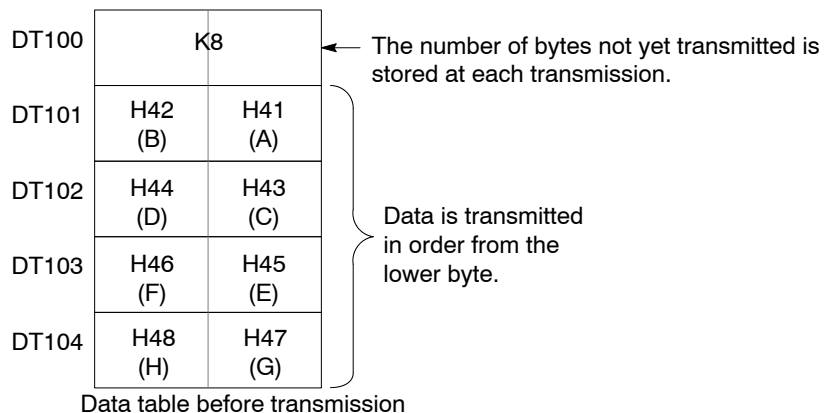 DT100 K8 The number of bytes not yet transmitted is
stored at each transmission.
DT101 H42 H41
(B) (A)
DT102 H44 H43
(D) (C)
Data is transmitted
in order from the
lower byte.
DT103 H46 H45
(F) (E)
DT104 H48 H47
(H) (G)
Data table before transmission